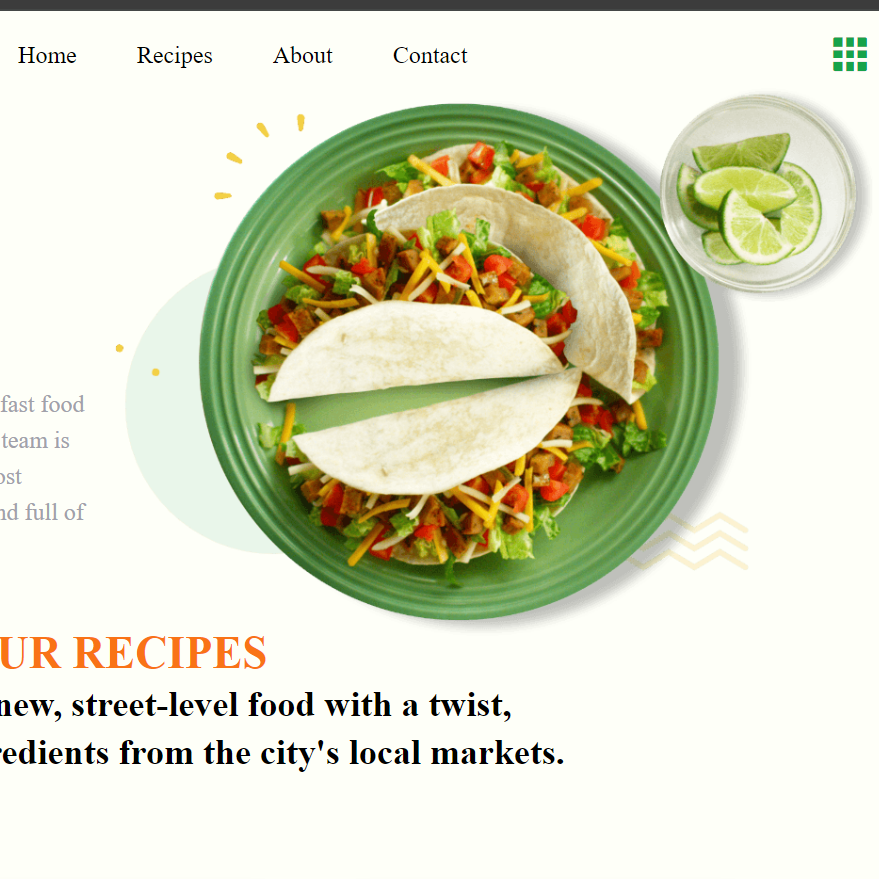 Home Recipes About Contact
fast food
team is
nd full of
UR RECIPES
new, street-level food with a twist,
redients from the city's local markets.